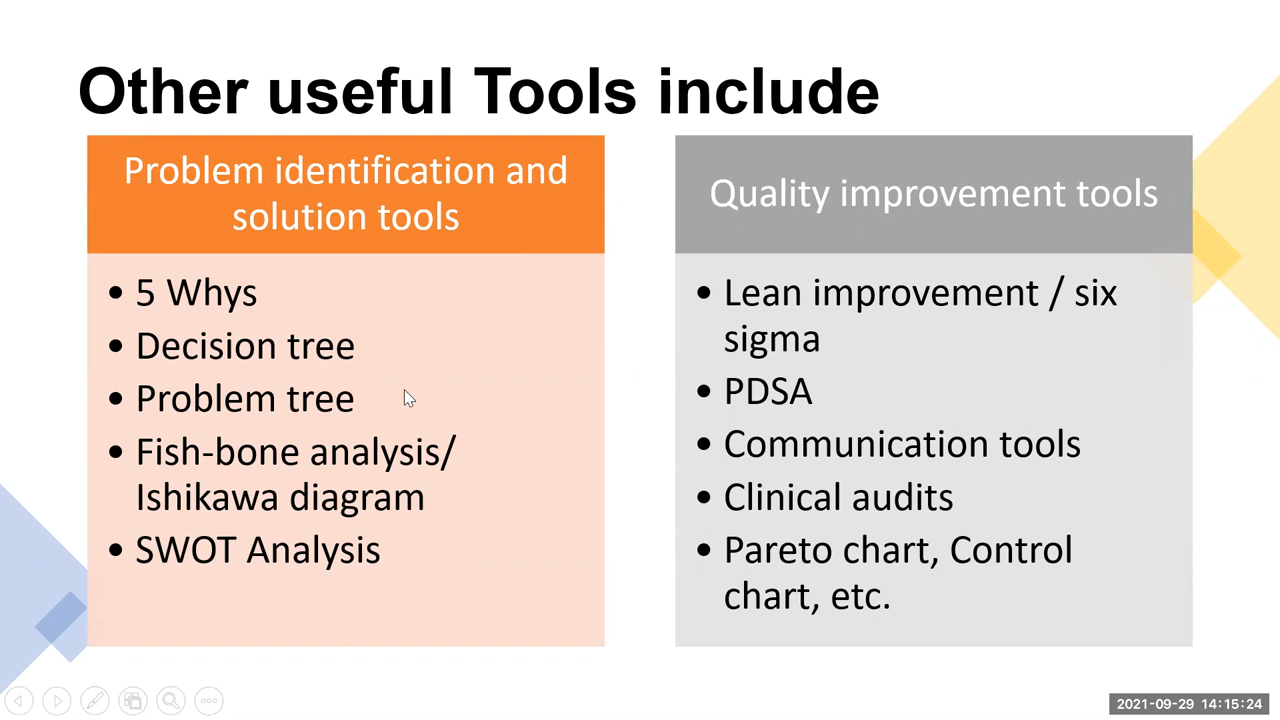 Other useful Tools include
Problem identification and
solution tools
• 5 Whys
• Decision tree
• Problem tree
• Fish-bone analysis/
Ishikawa diagram
• SWOT Analysis
Quality improvement tools
• Lean improvement / six
sigma
• PDSA
• Communication tools
• Clinical audits
• Pareto chart, Control
chart, etc.
2021-09-29 14:15:24